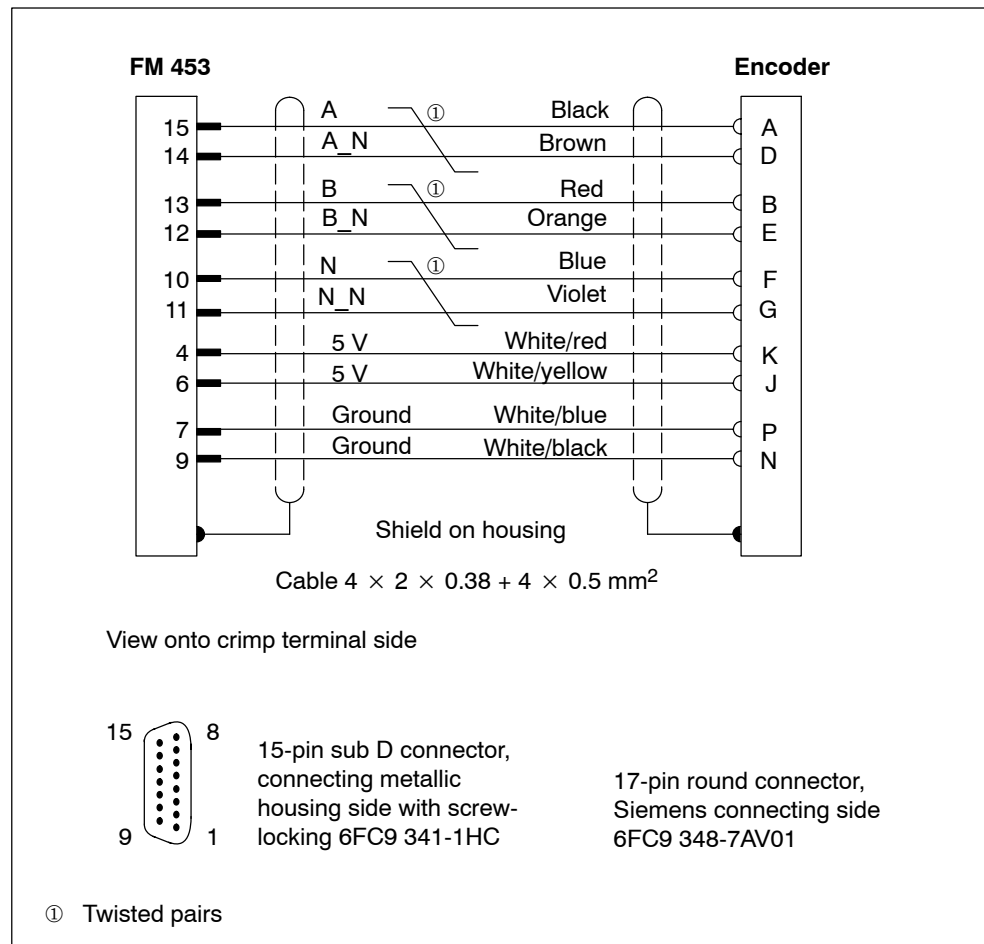 FM 453 Encoder
15 A ① Black A
14 A_N Brown D
13 B ① Red B
12 B_N Orange E
10 N ① Blue F
11 N_N Violet G
4 5 V White/red K
6 5 V White/yellow J
7 Ground White/blue P
9 Ground White/black N
Shield on housing
Cable 4 × 2 × 0.38 + 4 × 0.5 mm²
View onto crimp terminal side
15 8
9 1
15-pin sub D connector,
connecting metallic
housing side with screw-
locking 6FC9 341-1HC
17-pin round connector,
Siemens connecting side
6FC9 348-7AV01
① Twisted pairs